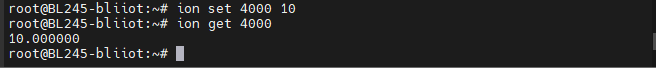 root@BL245-bliiot:~# ion set 4000 10
root@BL245-bliiot:~# ion get 4000
10.000000
root@BL245-bliiot:~#